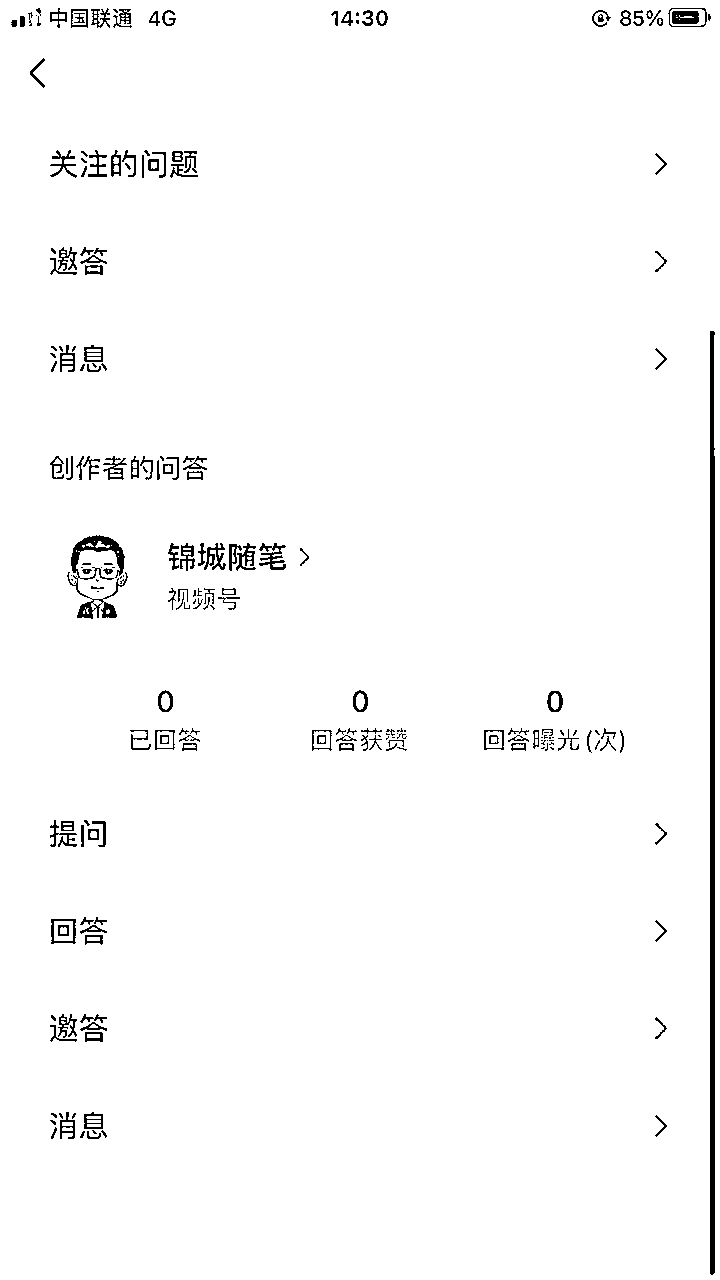 中国联通 4G 14:30 85%
关注的问题
邀答
消息
创作者的问答
锦城随笔
视频号
0 0 0
已回答 回答获赞 回答曝光(次)
提问
回答
邀答
消息